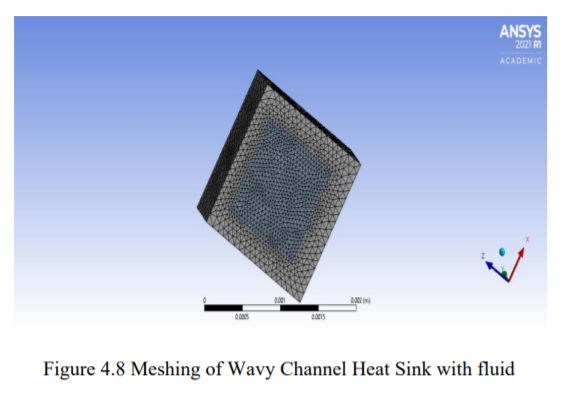 ANSYS
2021 R1
ACADEMIC
X
Z
0
0.001
0.002 (m)
0.0005
0.0015
Figure 4.8 Meshing of Wavy Channel Heat Sink with fluid